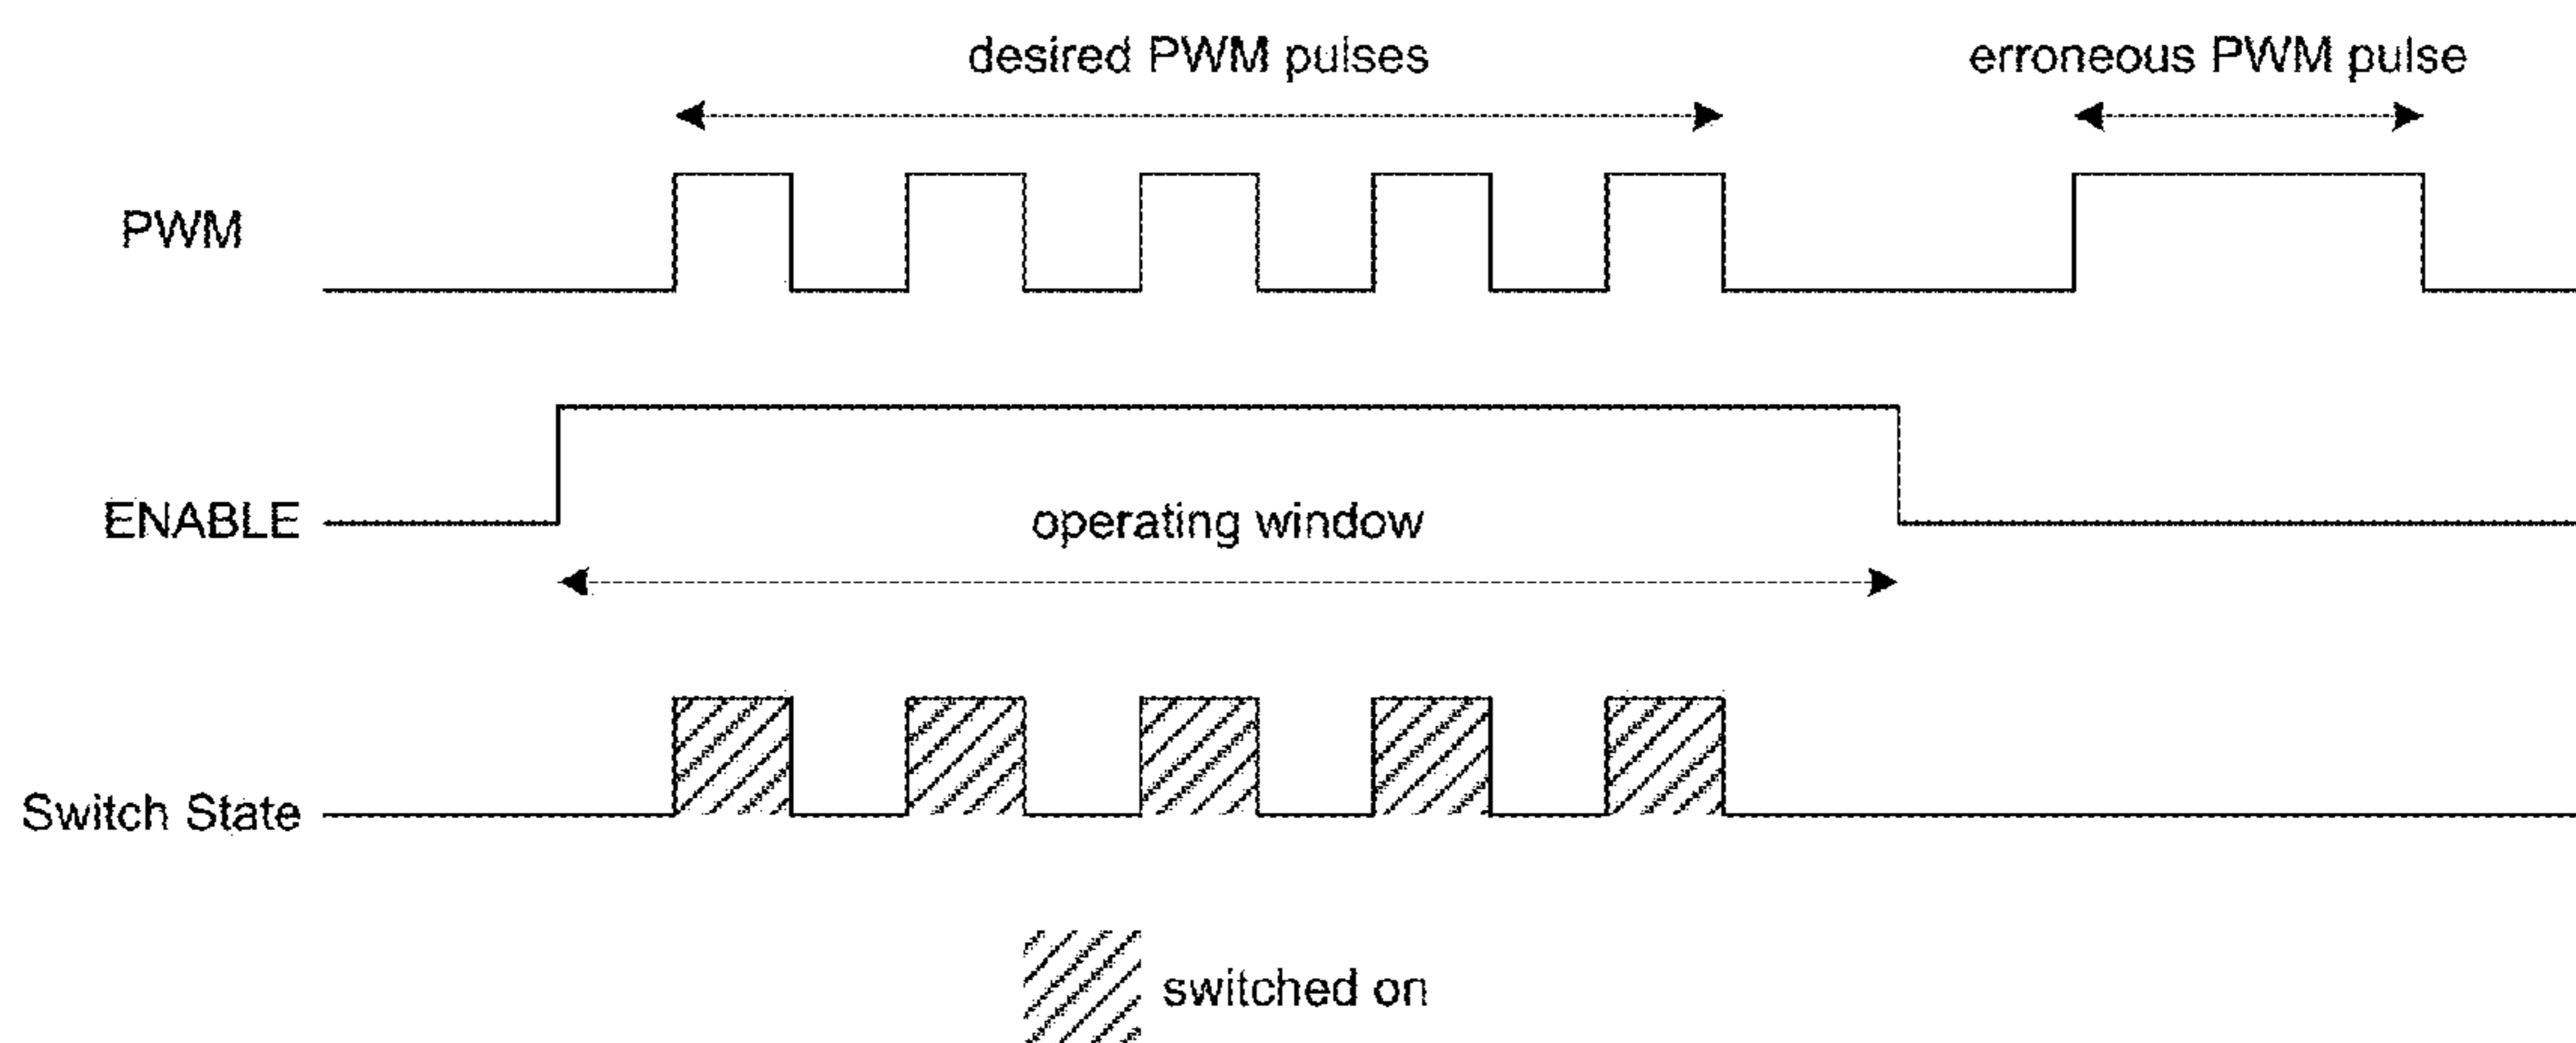 desired PWM pulses
erroneous PWM pulse
PWM
ENABLE
operating window
Switch State
switched on